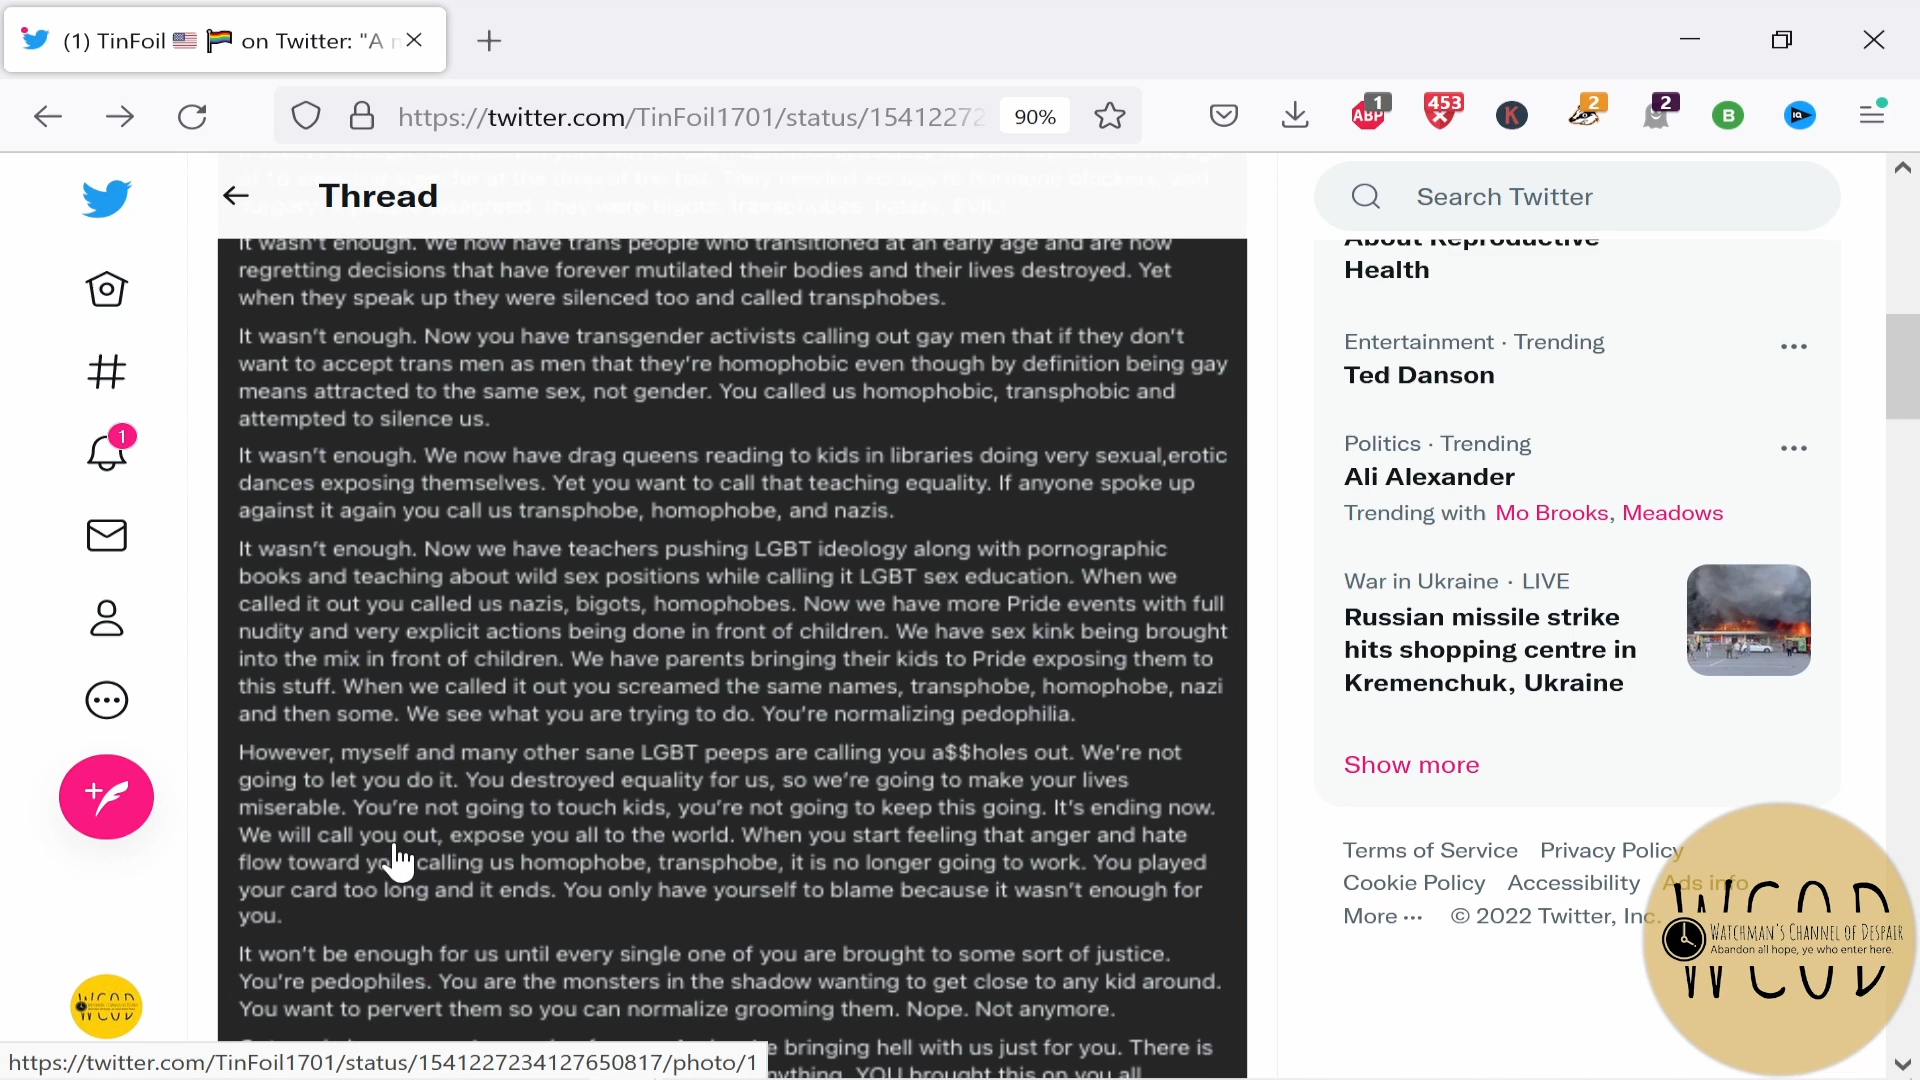 (1) TinFoil on Twitter: "A
https://twitter.com/TinFoil1701/status/15412272
90%
1
453
K
2
2
B
IQ
ABP
Thread
Search Twitter
It wasn't enough. We now have trans people who transitioned at an early age and are now
regretting decisions that have forever mutilated their bodies and their lives destroyed. Yet
when they speak up they were silenced too and called transphobes.
It wasn't enough. Now you have transgender activists calling out gay men that if they don't
want to accept trans men as men that they're homophobic even though by definition being gay
means attracted to the same sex, not gender. You called us homophobic, transphobic and
attempted to silence us.
It wasn't enough. We now have drag queens reading to kids in libraries doing very sexual,erotic
dances exposing themselves. Yet you want to call that teaching equality. If anyone spoke up
against it again you call us transphobe, homophobe, and nazis.
It wasn't enough. Now we have teachers pushing LGBT ideology along with pornographic
books and teaching about wild sex positions while calling it LGBT sex education. When we
called it out you called us nazis, bigots, homophobes. Now we have more Pride events with full
nudity and very explicit actions being done in front of children. We have sex kink being brought
into the mix in front of children. We have parents bringing their kids to Pride exposing them to
this stuff. When we called it out you screamed the same names, transphobe, homophobe, nazi
and then some. We see what you are trying to do. You're normalizing pedophilia.
However, myself and many other sane LGBT peeps are calling you a$$holes out. We're not
going to let you do it. You destroyed equality for us, so we're going to make your lives
miserable. You're not going to touch kids, you're not going to keep this going. It's ending now.
We will call you out, expose you all to the world. When you start feeling that anger and hate
flow toward you calling us homophobe, transphobe, it is no longer going to work. You played
your card too long and it ends. You only have yourself to blame because it wasn't enough for
you.
It won't be enough for us until every single one of you are brought to some sort of justice.
You're pedophiles. You are the monsters in the shadow wanting to get close to any kid around.
You want to pervert them so you can normalize grooming them. Nope. Not anymore.
bringing hell with us just for you. There is
YOU brought this on you all
https://twitter.com/TinFoil1701/status/1541227234127650817/photo/1
1
About Reproductive
Health
Entertainment · Trending
Ted Danson
Politics · Trending
Ali Alexander
Trending with Mo Brooks, Meadows
War in Ukraine · LIVE
Russian missile strike
hits shopping centre in
Kremenchuk, Ukraine
Show more
Terms of Service Privacy Policy
Cookie Policy Accessibility Ads info
More ··· © 2022 Twitter, Inc.
WCOD
WATCHMAN'S CHANNEL OF DESPAIR
Abandon all hope, ye who enter here.
WCOD